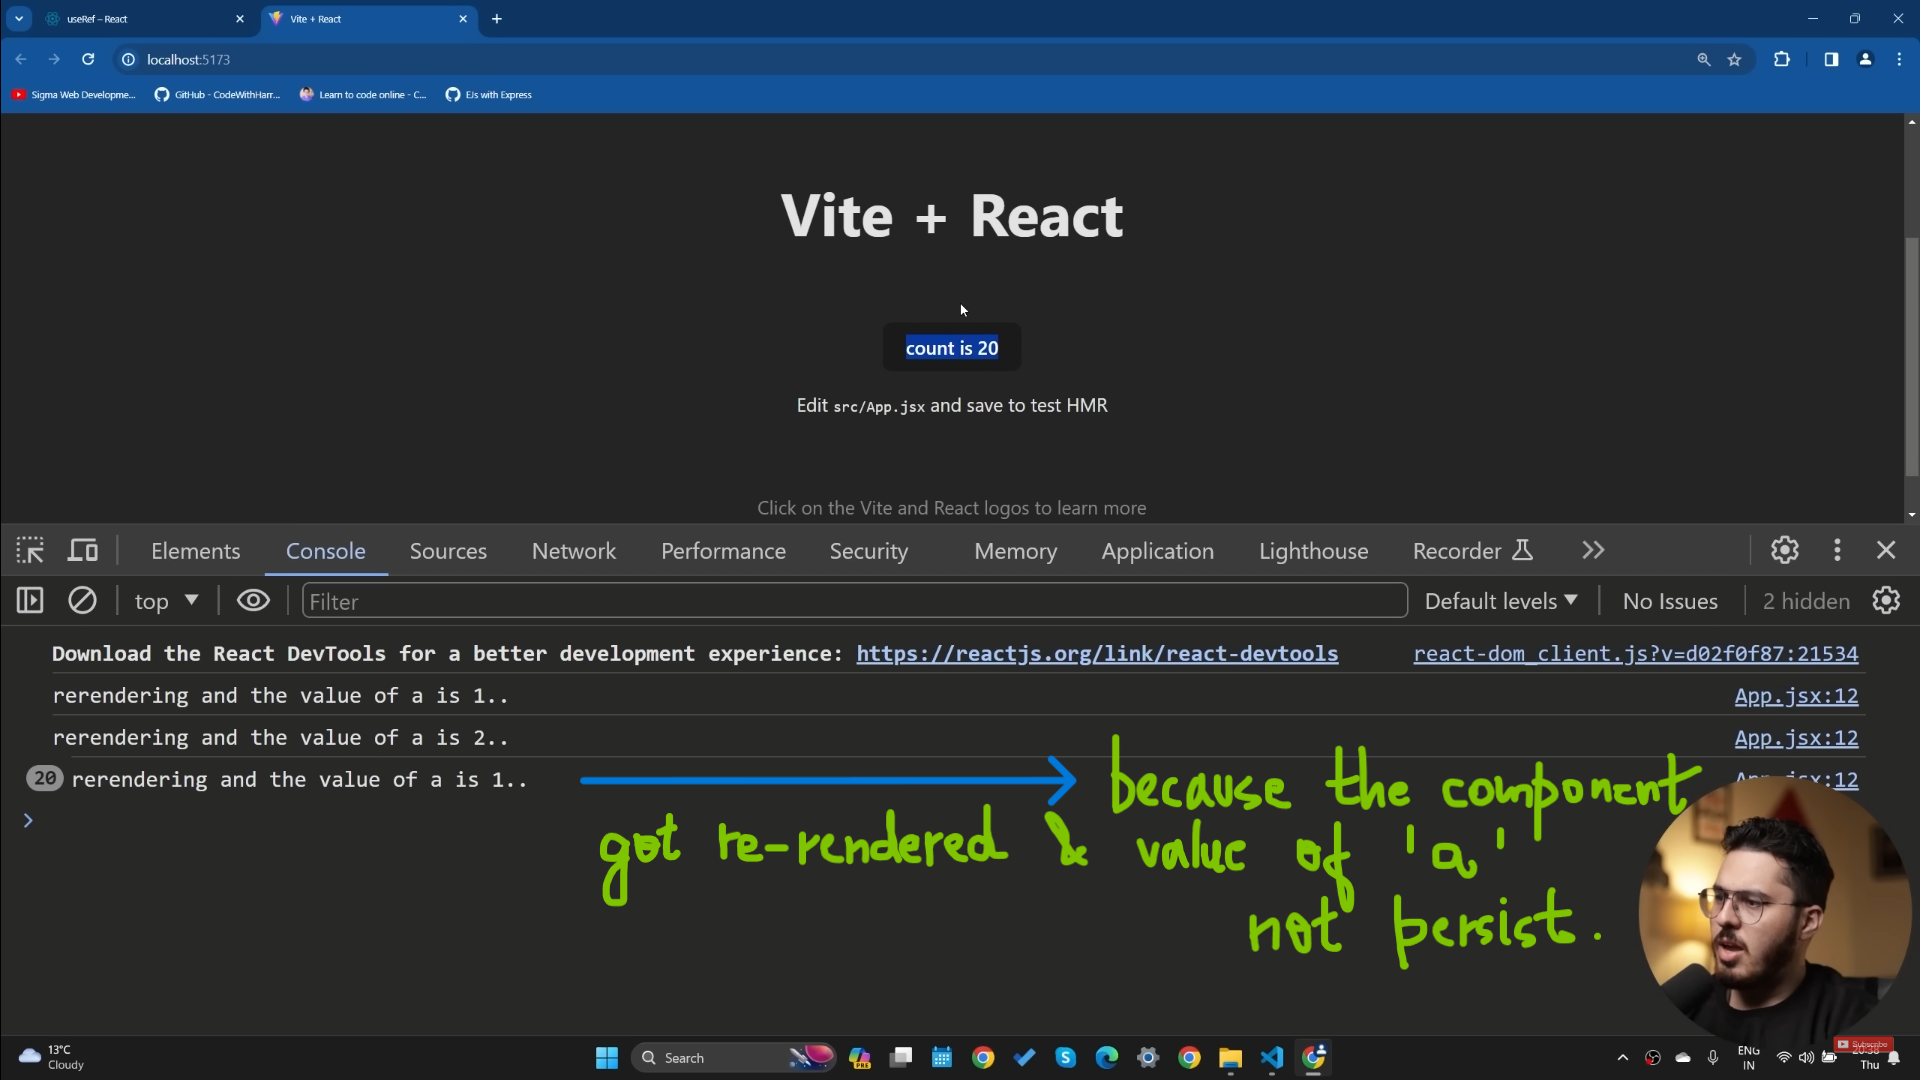 useRef – React
Vite + React
localhost:5173
Sigma Web Developme...
GitHub - CodeWithHarr...
Learn to code online - C...
EJs with Express
Vite + React
count is 20
Edit src/App.jsx and save to test HMR
Click on the Vite and React logos to learn more
Elements Console Sources Network Performance Security Memory Application Lighthouse Recorder
top Filter Default levels No Issues 2 hidden
Download the React DevTools for a better development experience: https://reactjs.org/link/react-devtools react-dom_client.js?v=d02f0f87:21534
rerendering and the value of a is 1.. App.jsx:12
rerendering and the value of a is 2.. App.jsx:12
20 rerendering and the value of a is 1.. App.jsx:12
because the component
got re-rendered & value of 'a'
not persist.
13°C
Cloudy
Search
PRE
ENG
IN
Subscribe
Thu